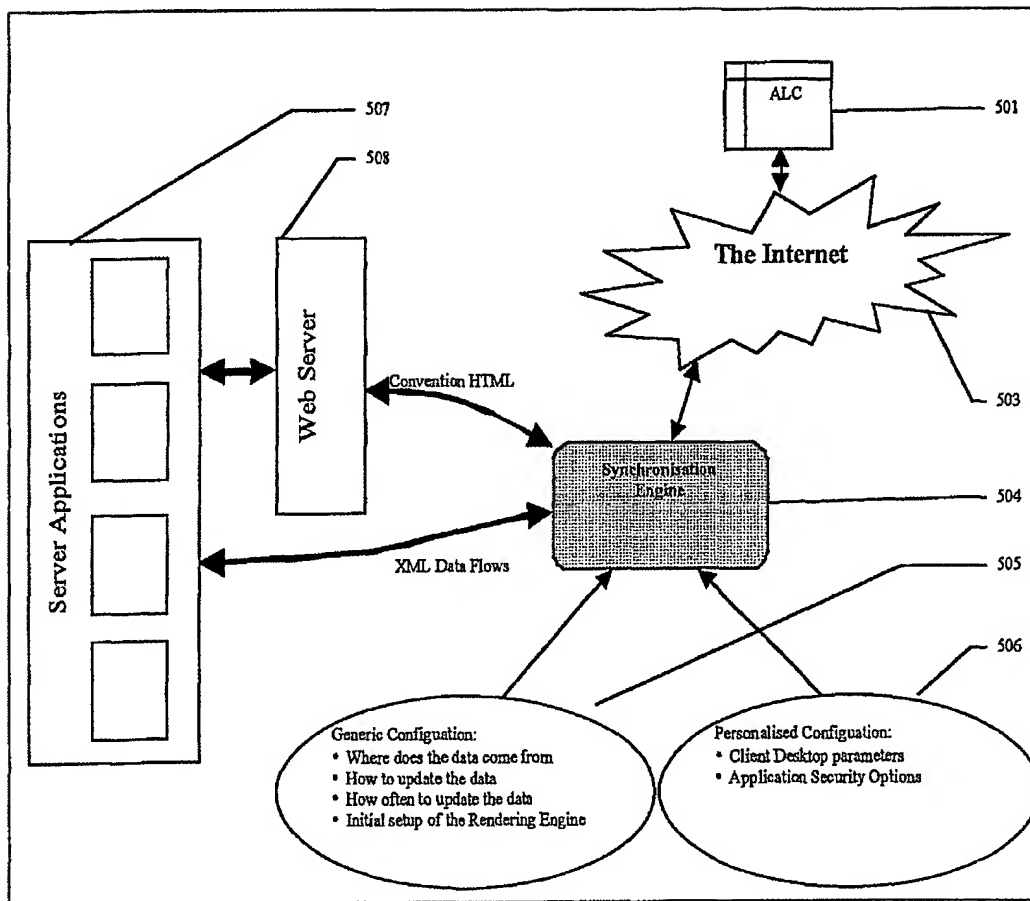 507
508
ALC
501
The Internet
503
Server Applications
Web Server
Convention HTML
Synchronisation
Engine
504
XML Data Flows
505
506
Generic Configuation:
• Where does the data come from
• How to update the data
• How often to update the data
• Initial setup of the Rendering Engine
Personalised Configuation:
• Client Desktop parameters
• Application Security Options